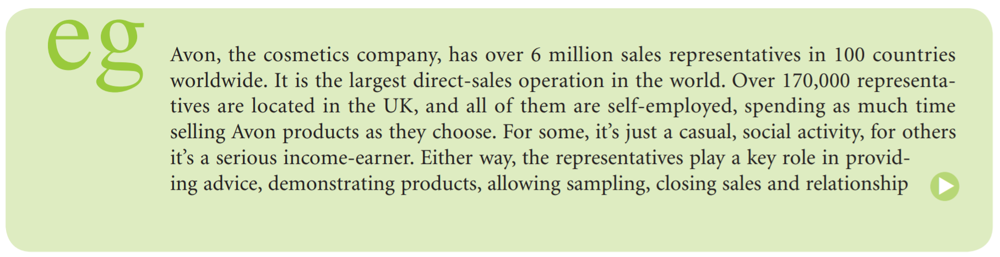 eg
Avon, the cosmetics company, has over 6 million sales representatives in 100 countries
worldwide. It is the largest direct-sales operation in the world. Over 170,000 representa-
tives are located in the UK, and all of them are self-employed, spending as much time
selling Avon products as they choose. For some, it’s just a casual, social activity, for others
it’s a serious income-earner. Either way, the representatives play a key role in provid-
ing advice, demonstrating products, allowing sampling, closing sales and relationship